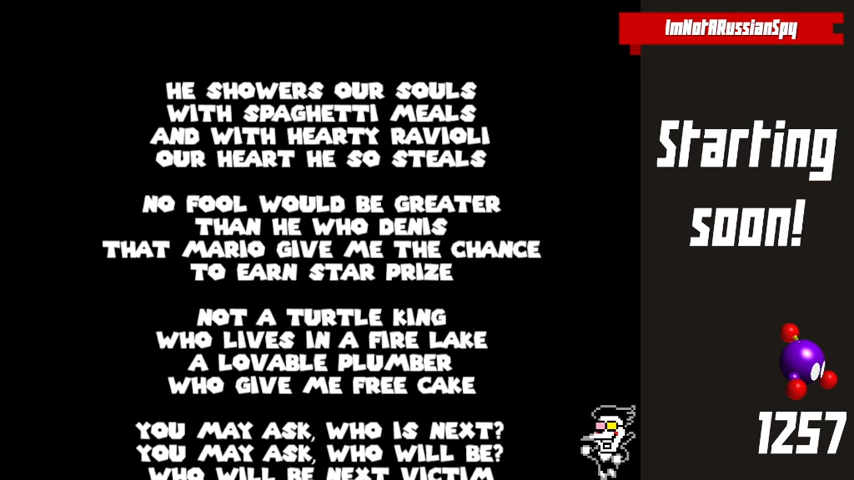 ImNotARussianSpy
HE SHOWERS OUR SOULS
WITH SPAGHETTI MEALS
AND WITH HEARTY RAVIOLI
OUR HEART HE SO STEALS
NO FOOL WOULD BE GREATER
THAN HE WHO DENIS
THAT MARIO GIVE ME THE CHANCE
TO EARN STAR PRIZE
NOT A TURTLE KING
WHO LIVES IN A FIRE LAKE
A LOVABLE PLUMBER
WHO GIVE ME FREE CAKE
YOU MAY ASK, WHO IS NEXT?
YOU MAY ASK, WHO WILL BE?
WHO WILL BE NEXT VICTIM
Starting
soon!
1257